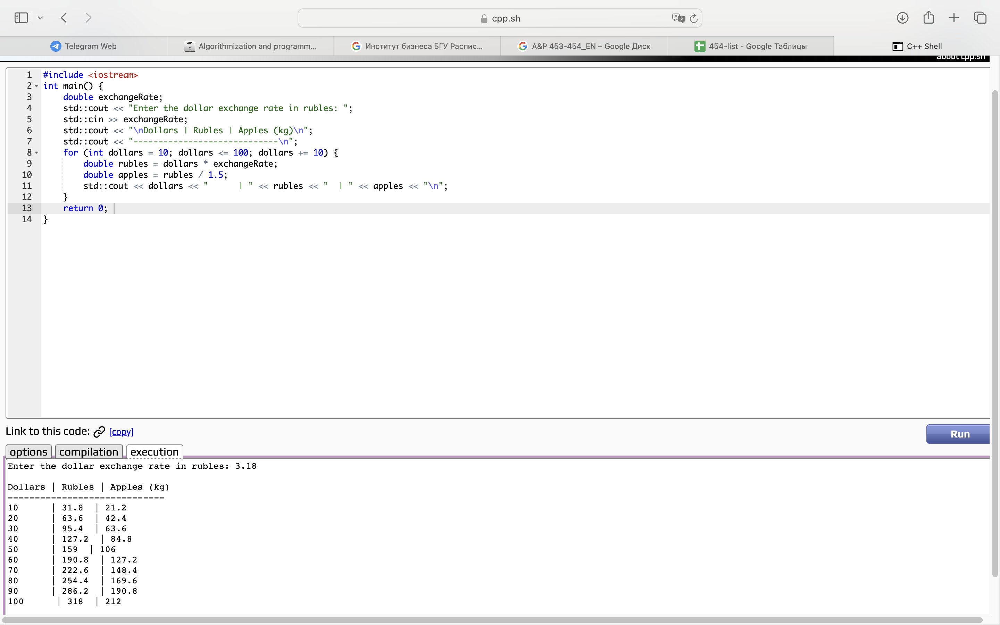 cpp.sh
Telegram Web
Algorithmization and programm...
Институт бизнеса БГУ Распис...
A&P 453-454_EN – Google Диск
454-list - Google Таблицы
C++ Shell
about cpp.sh
1 #include <iostream>
2 int main() {
3     double exchangeRate;
4     std::cout << "Enter the dollar exchange rate in rubles: ";
5     std::cin >> exchangeRate;
6     std::cout << "\nDollars | Rubles | Apples (kg)\n";
7     std::cout << "-----------------------------\n";
8     for (int dollars = 10; dollars <= 100; dollars += 10) {
9         double rubles = dollars * exchangeRate;
10         double apples = rubles / 1.5;
11         std::cout << dollars << "      | " << rubles << "  | " << apples << "\n";
12     }
13     return 0;
14 }
Link to this code: [copy]
Run
options compilation execution
Enter the dollar exchange rate in rubles: 3.18
Dollars | Rubles | Apples (kg)
-----------------------------
10      | 31.8  | 21.2
20      | 63.6  | 42.4
30      | 95.4  | 63.6
40      | 127.2  | 84.8
50      | 159  | 106
60      | 190.8  | 127.2
70      | 222.6  | 148.4
80      | 254.4  | 169.6
90      | 286.2  | 190.8
100      | 318  | 212